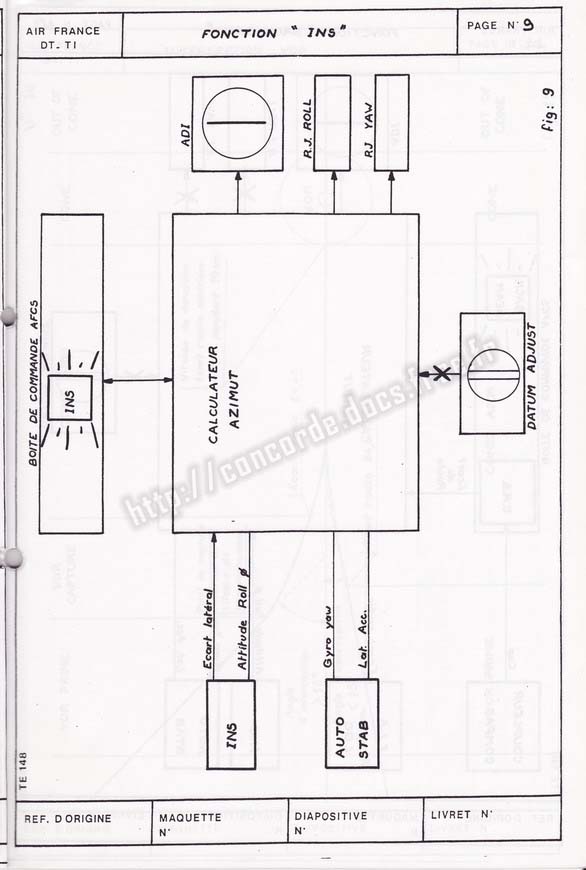 AIR FRANCE
DT-TI
FONCTION " INS"
PAGE N° 9
fig: 9
ADI
R.J. ROLL
RJ YAW
BOITE DE COMMANDE AFCS
INS
CALCULATEUR
AZIMUT
DATUM ADJUST
Ecart latéral
Attitude Roll ø
Gyro yaw
Lat. Acc.
INS
AUTO
STAB
http://concorde.docs.free.fr
TE 148
REF. D'ORIGINE
MAQUETTE
N°
DIAPOSITIVE
N°
LIVRET N°